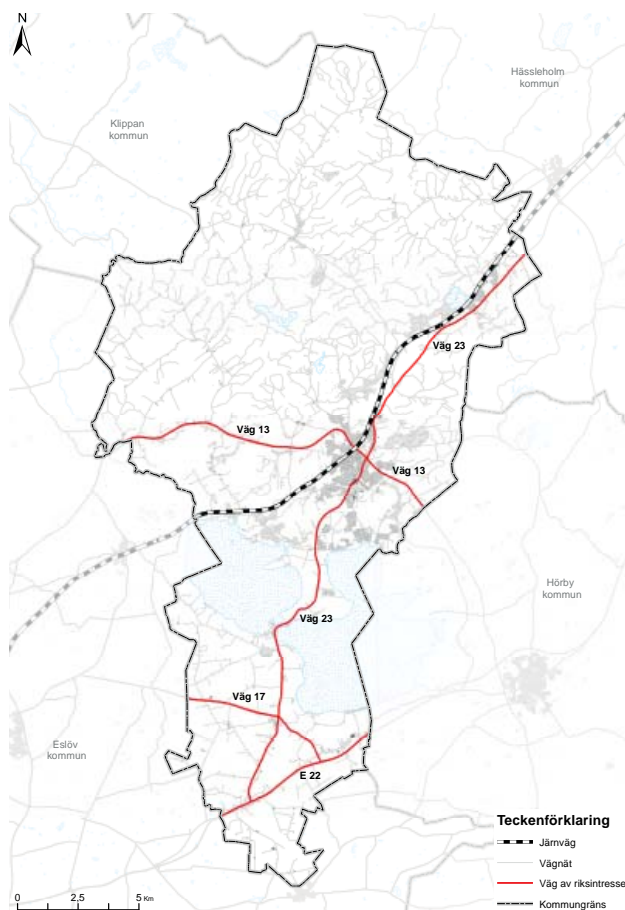 N
Hässleholm
kommun
Klippan
kommun
Väg 23
Väg 13
Väg 13
Hörby
kommun
Väg 23
Väg 17
Eslöv
kommun
E 22
Teckenförklaring
Järnväg
Vägnät
Väg av riksintresse
Kommungräns
0 2,5 5 Km